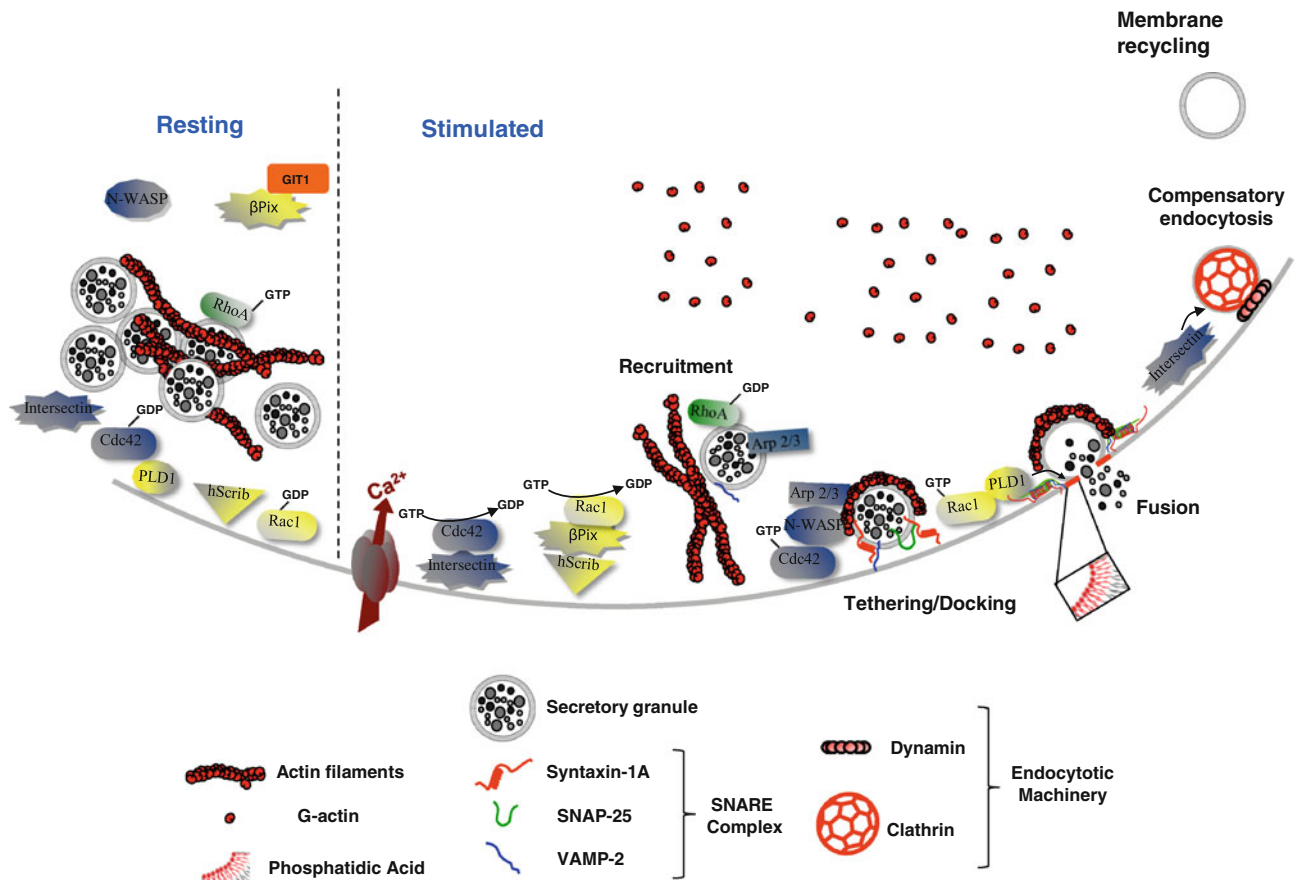 Membrane
recycling
Resting
Stimulated
GIT1
N-WASP
βPix
Compensatory
endocytosis
RhoA
GTP
Intersectin
Recruitment
GDP
RhoA
Arp 2/3
Intersectin
GDP
Cdc42
PLD1
hScrib
GDP
Rac1
Ca2+
GTP
GDP
Cdc42
Intersectin
GTP
GDP
Rac1
βPix
hScrib
Arp 2/3
N-WASP
GTP
Cdc42
GTP
Rac1
PLD1
Fusion
Tethering/Docking
Secretory granule
Actin filaments
G-actin
Phosphatidic Acid
Syntaxin-1A
SNAP-25
VAMP-2
SNARE
Complex
Dynamin
Clathrin
Endocytotic
Machinery